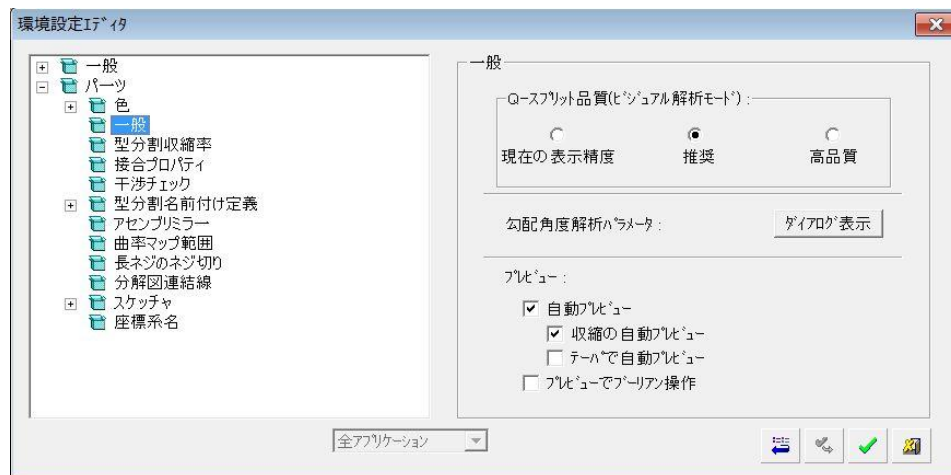 環境設定ｴﾃﾞｨﾀ
一般
パーツ
色
一般
型分割収縮率
接合プロパティ
干渉チェック
型分割名前付け定義
アセンブリミラー
曲率マップ範囲
長ネジのネジ切り
分解図連結線
スケッチャ
座標系名
一般
Q-ｽﾌﾟﾘｯﾄ品質(ﾋﾞｼﾞｭｱﾙ解析ﾓｰﾄﾞ) :
現在の表示精度
推奨
高品質
勾配角度解析ﾊﾟﾗﾒｰﾀ :
ﾀﾞｲｱﾛｸﾞ表示
ﾌﾟﾚﾋﾞｭｰ :
自動ﾌﾟﾚﾋﾞｭｰ
収縮の自動ﾌﾟﾚﾋﾞｭｰ
ﾃｰﾊﾟで自動ﾌﾟﾚﾋﾞｭｰ
ﾌﾟﾚﾋﾞｭｰでﾌﾞｰﾘｱﾝ操作
全ｱﾌﾟﾘｹｰｼｮﾝ